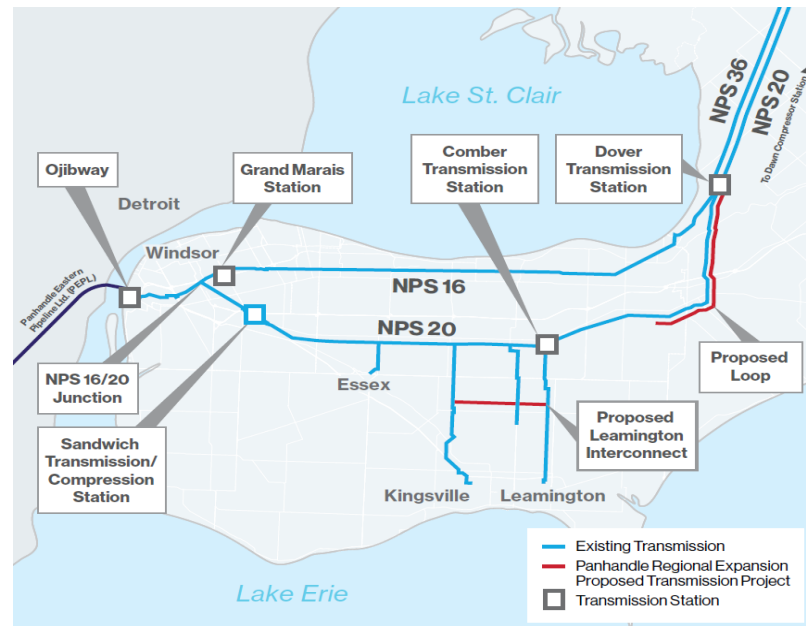 Lake St. Clair
NPS 36
NPS 20
To Dawn Compressor Station
Ojibway
Grand Marais
Station
Comber
Transmission
Station
Dover
Transmission
Station
Detroit
Windsor
Panhandle Eastern
Pipeline Ltd. (PEPL)
NPS 16
NPS 20
NPS 16/20
Junction
Essex
Proposed
Loop
Sandwich
Transmission/
Compression
Station
Proposed
Leamington
Interconnect
Kingsville
Leamington
Lake Erie
Existing Transmission
Panhandle Regional Expansion
Proposed Transmission Project
Transmission Station